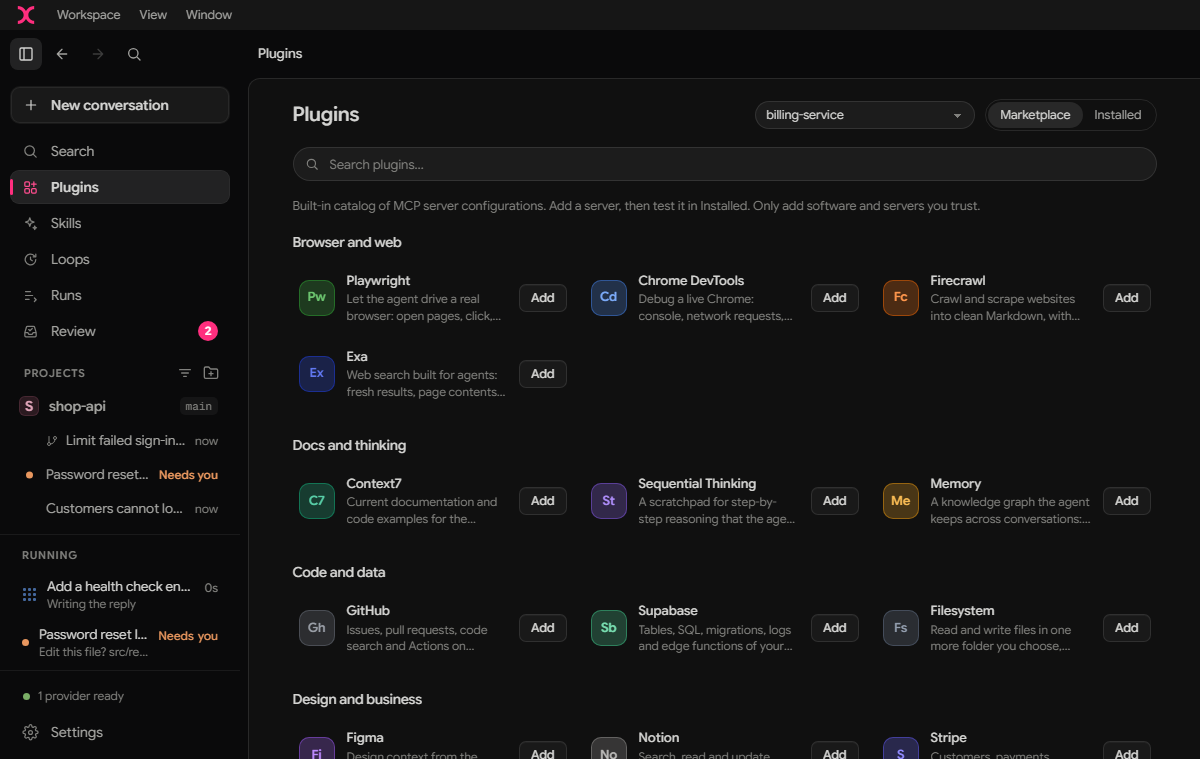 Workspace View Window
Plugins
New conversation
Search
Plugins
Skills
Loops
Runs
Review 2
PROJECTS
S shop-api main
Limit failed sign-in... now
Password reset... Needs you
Customers cannot lo... now
RUNNING
Add a health check en... 0s
Writing the reply
Password reset l... Needs you
Edit this file? src/re...
1 provider ready
Settings
Plugins
billing-service
Marketplace Installed
Search plugins...
Built-in catalog of MCP server configurations. Add a server, then test it in Installed. Only add software and servers you trust.
Browser and web
Pw
Playwright
Let the agent drive a real
browser: open pages, click,...
Add
Cd
Chrome DevTools
Debug a live Chrome:
console, network requests,...
Add
Fc
Firecrawl
Crawl and scrape websites
into clean Markdown, with...
Add
Ex
Exa
Web search built for agents:
fresh results, page contents...
Add
Docs and thinking
C7
Context7
Current documentation and
code examples for the...
Add
St
Sequential Thinking
A scratchpad for step-by-
step reasoning that the age...
Add
Me
Memory
A knowledge graph the agent
keeps across conversations:...
Add
Code and data
Gh
GitHub
Issues, pull requests, code
search and Actions on...
Add
Sb
Supabase
Tables, SQL, migrations, logs
and edge functions of your...
Add
Fs
Filesystem
Read and write files in one
more folder you choose,...
Add
Design and business
Fi
Figma
Design context from the
Add
No
Notion
Search, read and update
Add
S
Stripe
Customers, payments
Add